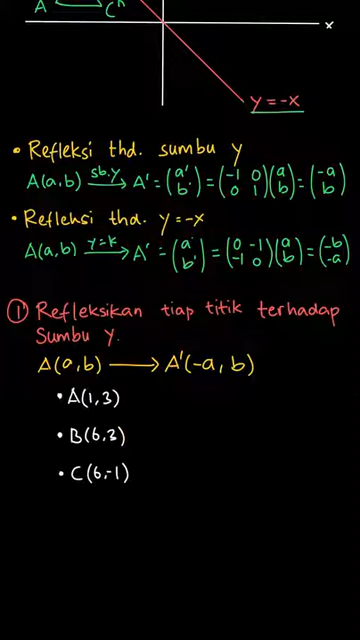 A
C"
x
y = -x
• Refleksi thd. sumbu y
A(a,b) sb.y → A' = (a' b') = (-1 0 0 1)(a b) = (-a b)
• Refleksi thd. y = -x
A(a,b) y=-k → A' = (a' b') = (0 -1 -1 0)(a b) = (-b -a)
① Refleksikan tiap titik terhadap
Sumbu y.
A(a,b) → A'(-a, b)
• A(1,3)
• B(6,3)
• C(6,-1)